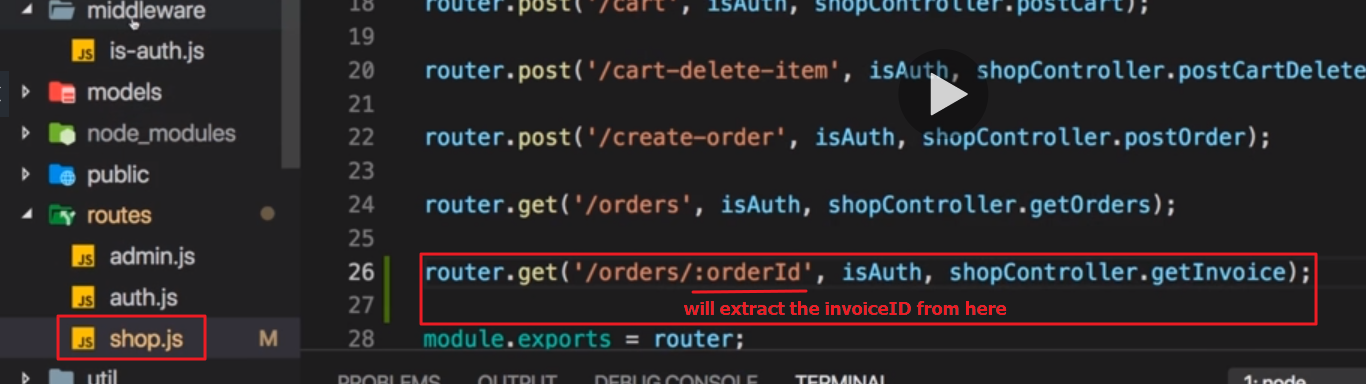 middleware
is-auth.js
models
node_modules
public
routes
admin.js
auth.js
shop.js M
util
18 router.post('/cart', isAuth, shopController.postCart);
19
20 router.post('/cart-delete-item', isAuth, shopController.postCartDelete
21
22 router.post('/create-order', isAuth, shopController.postOrder);
23
24 router.get('/orders', isAuth, shopController.getOrders);
25
26 router.get('/orders/:orderId', isAuth, shopController.getInvoice);
will extract the invoiceID from here
27
28 module.exports = router;
PROBLEMS OUTPUT DEBUG CONSOLE TERMINAL 1: node